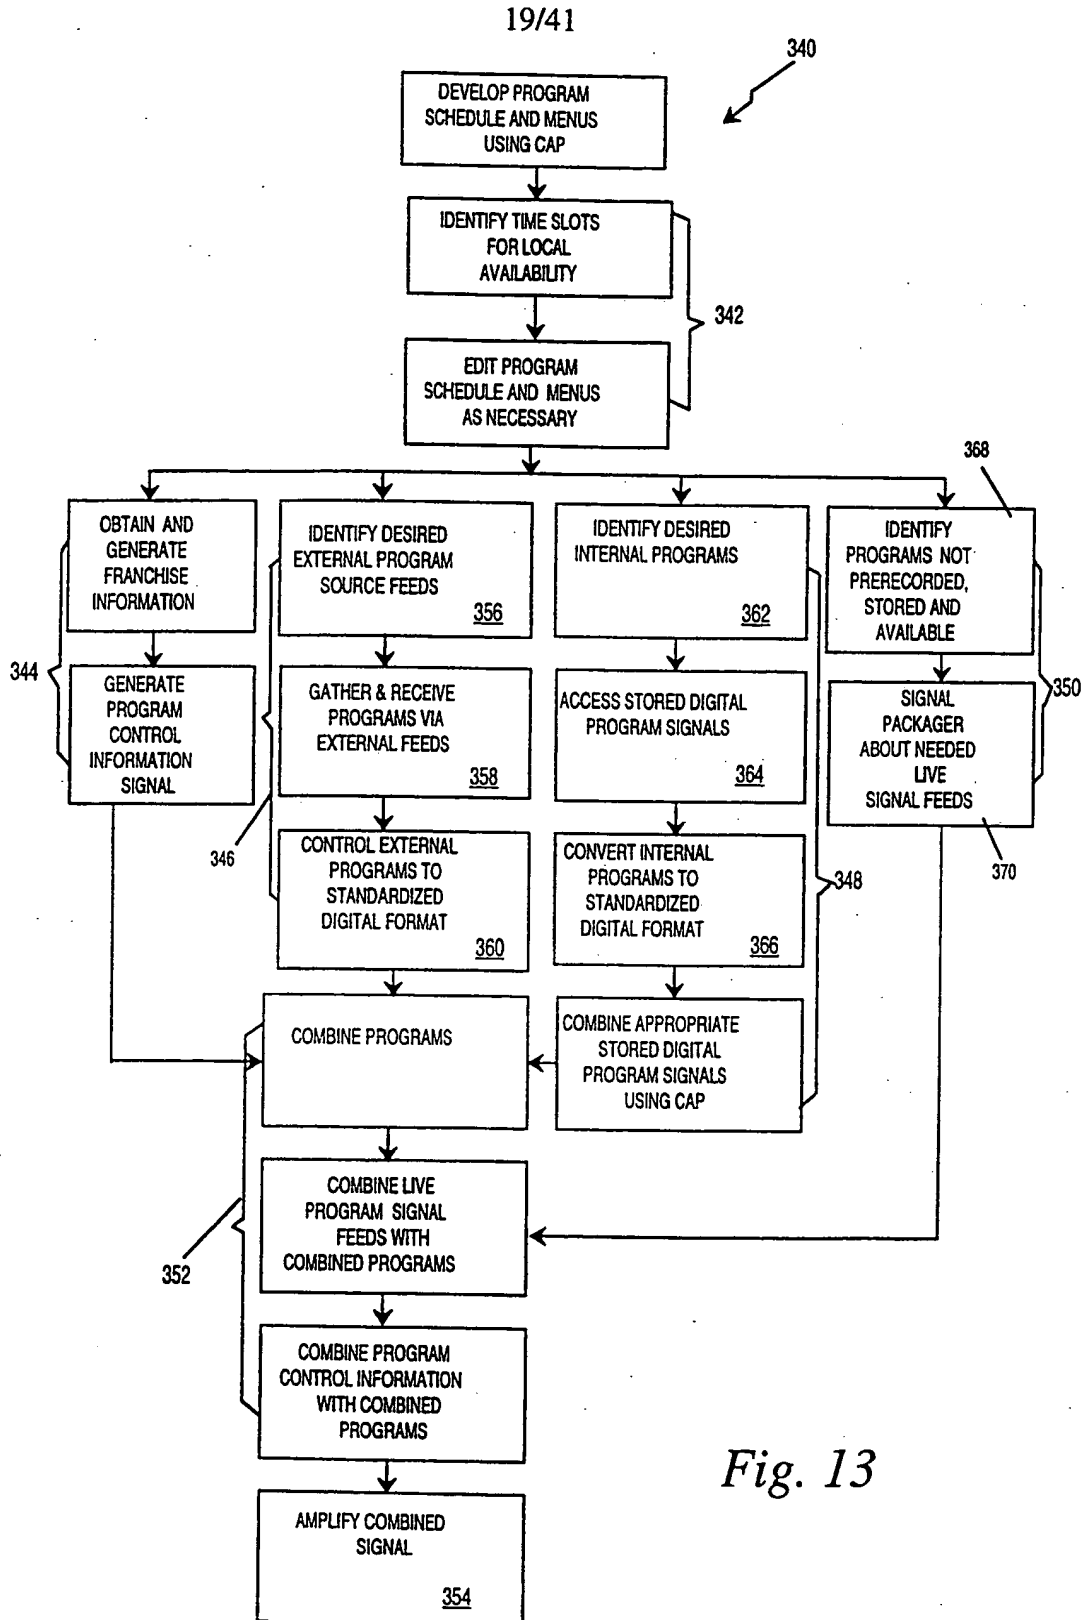 19/41
340
DEVELOP PROGRAM
SCHEDULE AND MENUS
USING CAP
IDENTIFY TIME SLOTS
FOR LOCAL
AVAILABILITY
342
EDIT PROGRAM
SCHEDULE AND MENUS
AS NECESSARY
368
OBTAIN AND
GENERATE
FRANCHISE
INFORMATION
344
GENERATE
PROGRAM
CONTROL
INFORMATION
SIGNAL
IDENTIFY DESIRED
EXTERNAL PROGRAM
SOURCE FEEDS
356
GATHER & RECEIVE
PROGRAMS VIA
EXTERNAL FEEDS
358
346
CONTROL EXTERNAL
PROGRAMS TO
STANDARDIZED
DIGITAL FORMAT
360
IDENTIFY DESIRED
INTERNAL PROGRAMS
362
ACCESS STORED DIGITAL
PROGRAM SIGNALS
364
CONVERT INTERNAL
PROGRAMS TO
STANDARDIZED
DIGITAL FORMAT
366
348
COMBINE APPROPRIATE
STORED DIGITAL
PROGRAM SIGNALS
USING CAP
IDENTIFY
PROGRAMS NOT
PRERECORDED,
STORED AND
AVAILABLE
350
SIGNAL
PACKAGER
ABOUT NEEDED
LIVE
SIGNAL FEEDS
370
COMBINE PROGRAMS
COMBINE LIVE
PROGRAM SIGNAL
FEEDS WITH
COMBINED PROGRAMS
352
COMBINE PROGRAM
CONTROL INFORMATION
WITH COMBINED
PROGRAMS
AMPLIFY COMBINED
SIGNAL
354
Fig. 13